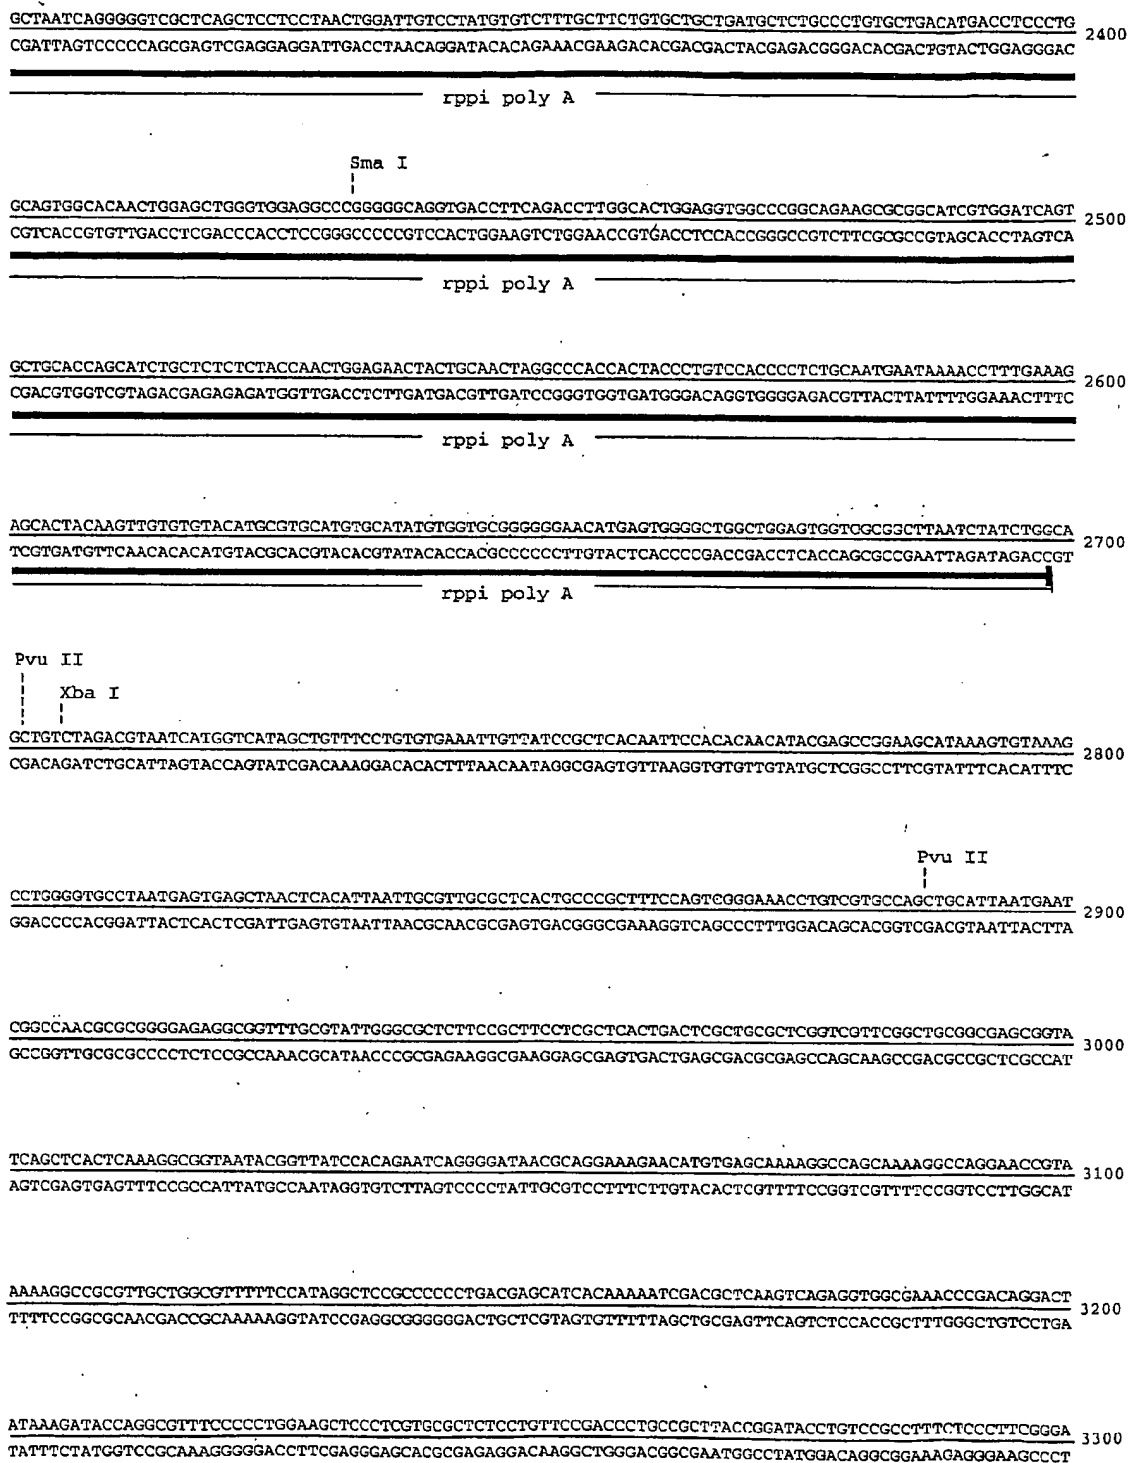 GCTAATCAGGGGGTCGCTCAGCTCCTCCTAACTGGATTGTCCTATGTGTCTTTGCTTCTGTGCTGCTGATGCTCTGCCCTGTGCTGACATGACCTCCCTG
CGATTAGTCCCCCAGCGAGTCGAGGAGGATTGACCTAACAGGATACACAGAAACGAAGACACGACGACTACGAGACGGGACACGACTGTACTGGAGGGAC 2400
rppi poly A
Sma I
GCAGTGGCACAACTGGAGCTGGGTGGAGGCCCGGGGGCAGGTGACCTTCAGACCTTGGCACTGGAGGTGGCCCGGCAGAAGCGCGGCATCGTGGATCAGT
CGTCACCGTGTTGACCTCGACCCACCTCCGGGCCCCCGTCCACTGGAAGTCTGGAACCGTGACCTCCACCGGGCCGTCTTCGCGCCGTAGCACCTAGTCA 2500
rppi poly A
GCTGCACCAGCATCTGCTCTCTCTACCAACTGGAGAACTACTGCAACTAGGCCCACCACTACCCTGTCCACCCCTCTGCAATGAATAAAACCTTTGAAAG
CGACGTGGTCGTAGACGAGAGAGATGGTTGACCTCTTGATGACGTTGATCCGGGTGGTGATGGGACAGGTGGGGAGACGTTACTTATTTTGGAAACTTTC 2600
rppi poly A
AGCACTACAAGTTGTGTGTACATGCGTGCATGTGCATATGTGGTGCGGGGGGAACATGAGTGGGGCTGGCTGGAGTGGTCGCGGCTTAATCTATCTGGCA
TCGTGATGTTCAACACACATGTACGCACGTACACGTATACACCACGCCCCCCTTGTACTCACCCCGACCGACCTCACCAGCGCCGAATTAGATAGACCGT 2700
rppi poly A
Pvu II
Xba I
GCTGTCTAGACGTAATCATGGTCATAGCTGTTTCCTGTGTGAAATTGTTATCCGCTCACAATTCCACACAACATACGAGCCGGAAGCATAAAGTGTAAAG
CGACAGATCTGCATTAGTACCAGTATCGACAAAGGACACACTTTAACAATAGGCGAGTGTTAAGGTGTGTTGTATGCTCGGCCTTCGTATTTCACATTTC 2800
Pvu II
CCTGGGGTGCCTAATGAGTGAGCTAACTCACATTAATTGCGTTGCGCTCACTGCCCGCTTTCCAGTCGGGAAACCTGTCGTGCCAGCTGCATTAATGAAT
GGACCCCACGGATTACTCACTCGATTGAGTGTAATTAACGCAACGCGAGTGACGGGCGAAAGGTCAGCCCTTTGGACAGCACGGTCGACGTAATTACTTA 2900
CGGCCAACGCGCGGGGAGAGGCGGTTTGCGTATTGGGCGCTCTTCCGCTTCCTCGCTCACTGACTCGCTGCGCTCGGTCGTTCGGCTGCGGCGAGCGGTA
GCCGGTTGCGCGCCCCTCTCCGCCAAACGCATAACCCGCGAGAAGGCGAAGGAGCGAGTGACTGAGCGACGCGAGCCAGCAAGCCGACGCCGCTCGCCAT 3000
TCAGCTCACTCAAAGGCGGTAATACGGTTATCCACAGAATCAGGGGATAACGCAGGAAAGAACATGTGAGCAAAAGGCCAGCAAAAGGCCAGGAACCGTA
AGTCGAGTGAGTTTCCGCCATTATGCCAATAGGTGTCTTAGTCCCCTATTGCGTCCTTTCTTGTACACTCGTTTTCCGGTCGTTTTCCGGTCCTTGGCAT 3100
AAAAGGCCGCGTTGCTGGCGTTTTTCCATAGGCTCCGCCCCCCTGACGAGCATCACAAAAATCGACGCTCAAGTCAGAGGTGGCGAAACCCGACAGGACT
TTTTCCGGCGCAACGACCGCAAAAAGGTATCCGAGGCGGGGGGACTGCTCGTAGTGTTTTTAGCTGCGAGTTCAGTCTCCACCGCTTTGGGCTGTCCTGA 3200
ATAAAGATACCAGGCGTTTCCCCCTGGAAGCTCCCTCGTGCGCTCTCCTGTTCCGACCCTGCCGCTTACCGGATACCTGTCCGCCTTTCTCCCTTCGGGA
TATTTCTATGGTCCGCAAAGGGGGACCTTCGAGGGAGCACGCGAGAGGACAAGGCTGGGACGGCGAATGGCCTATGGACAGGCGGAAAGAGGGAAGCCCT 3300